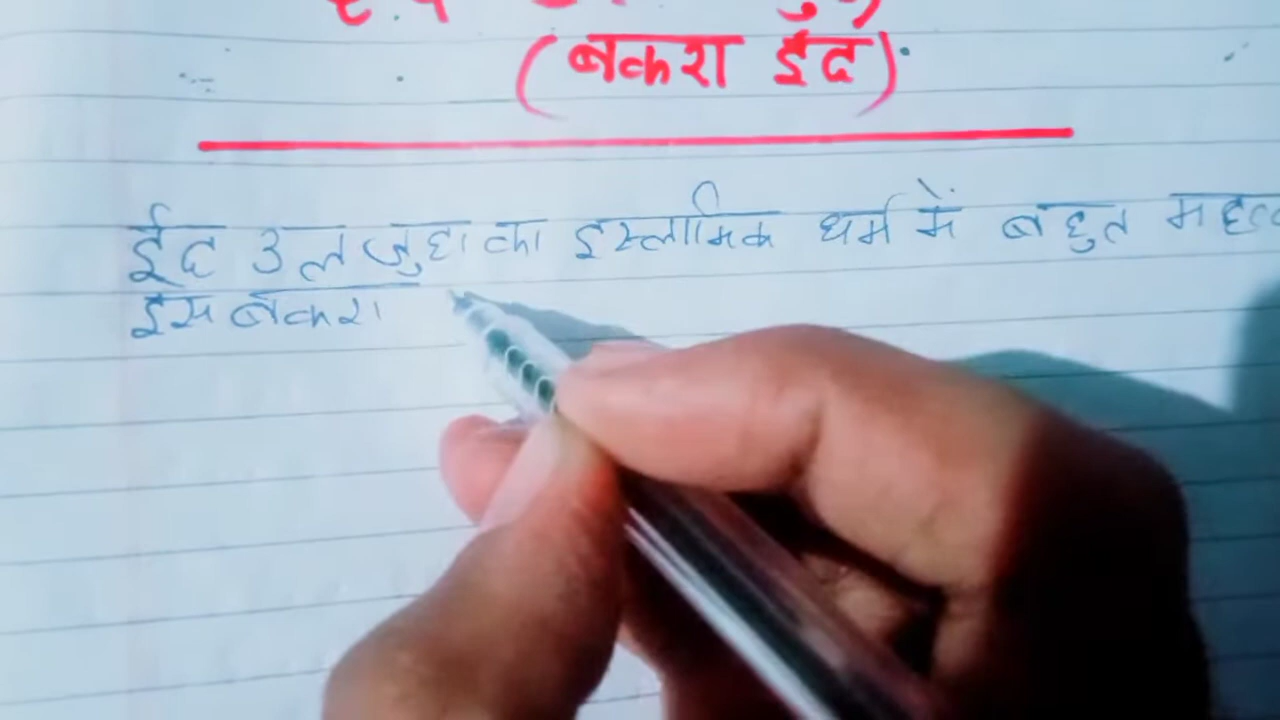 (बकरा ईद)
ईद उल जुहा का इस्लामिक धर्म में बहुत
इस बकरा